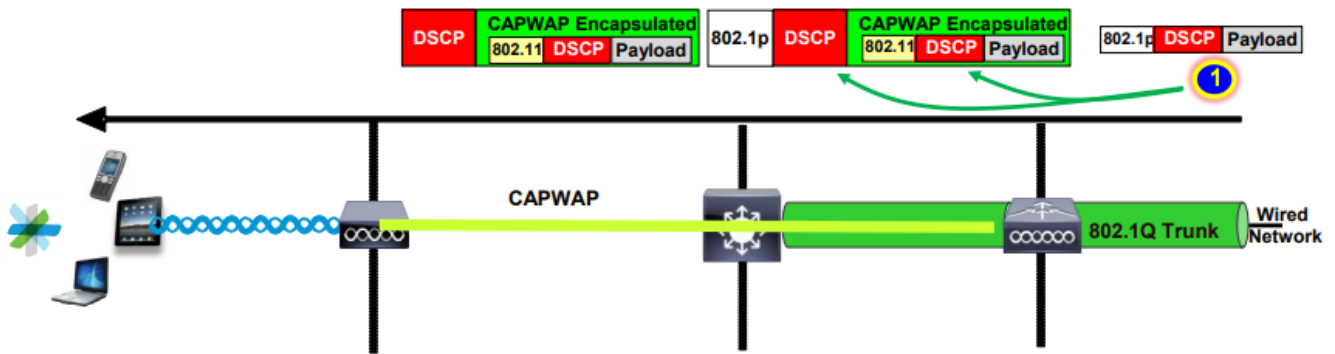 DSCP
CAPWAP Encapsulated
802.11 DSCP Payload
802.1p
DSCP
CAPWAP Encapsulated
802.11 DSCP Payload
802.1p DSCP Payload
1
CAPWAP
802.1Q Trunk
Wired
Network